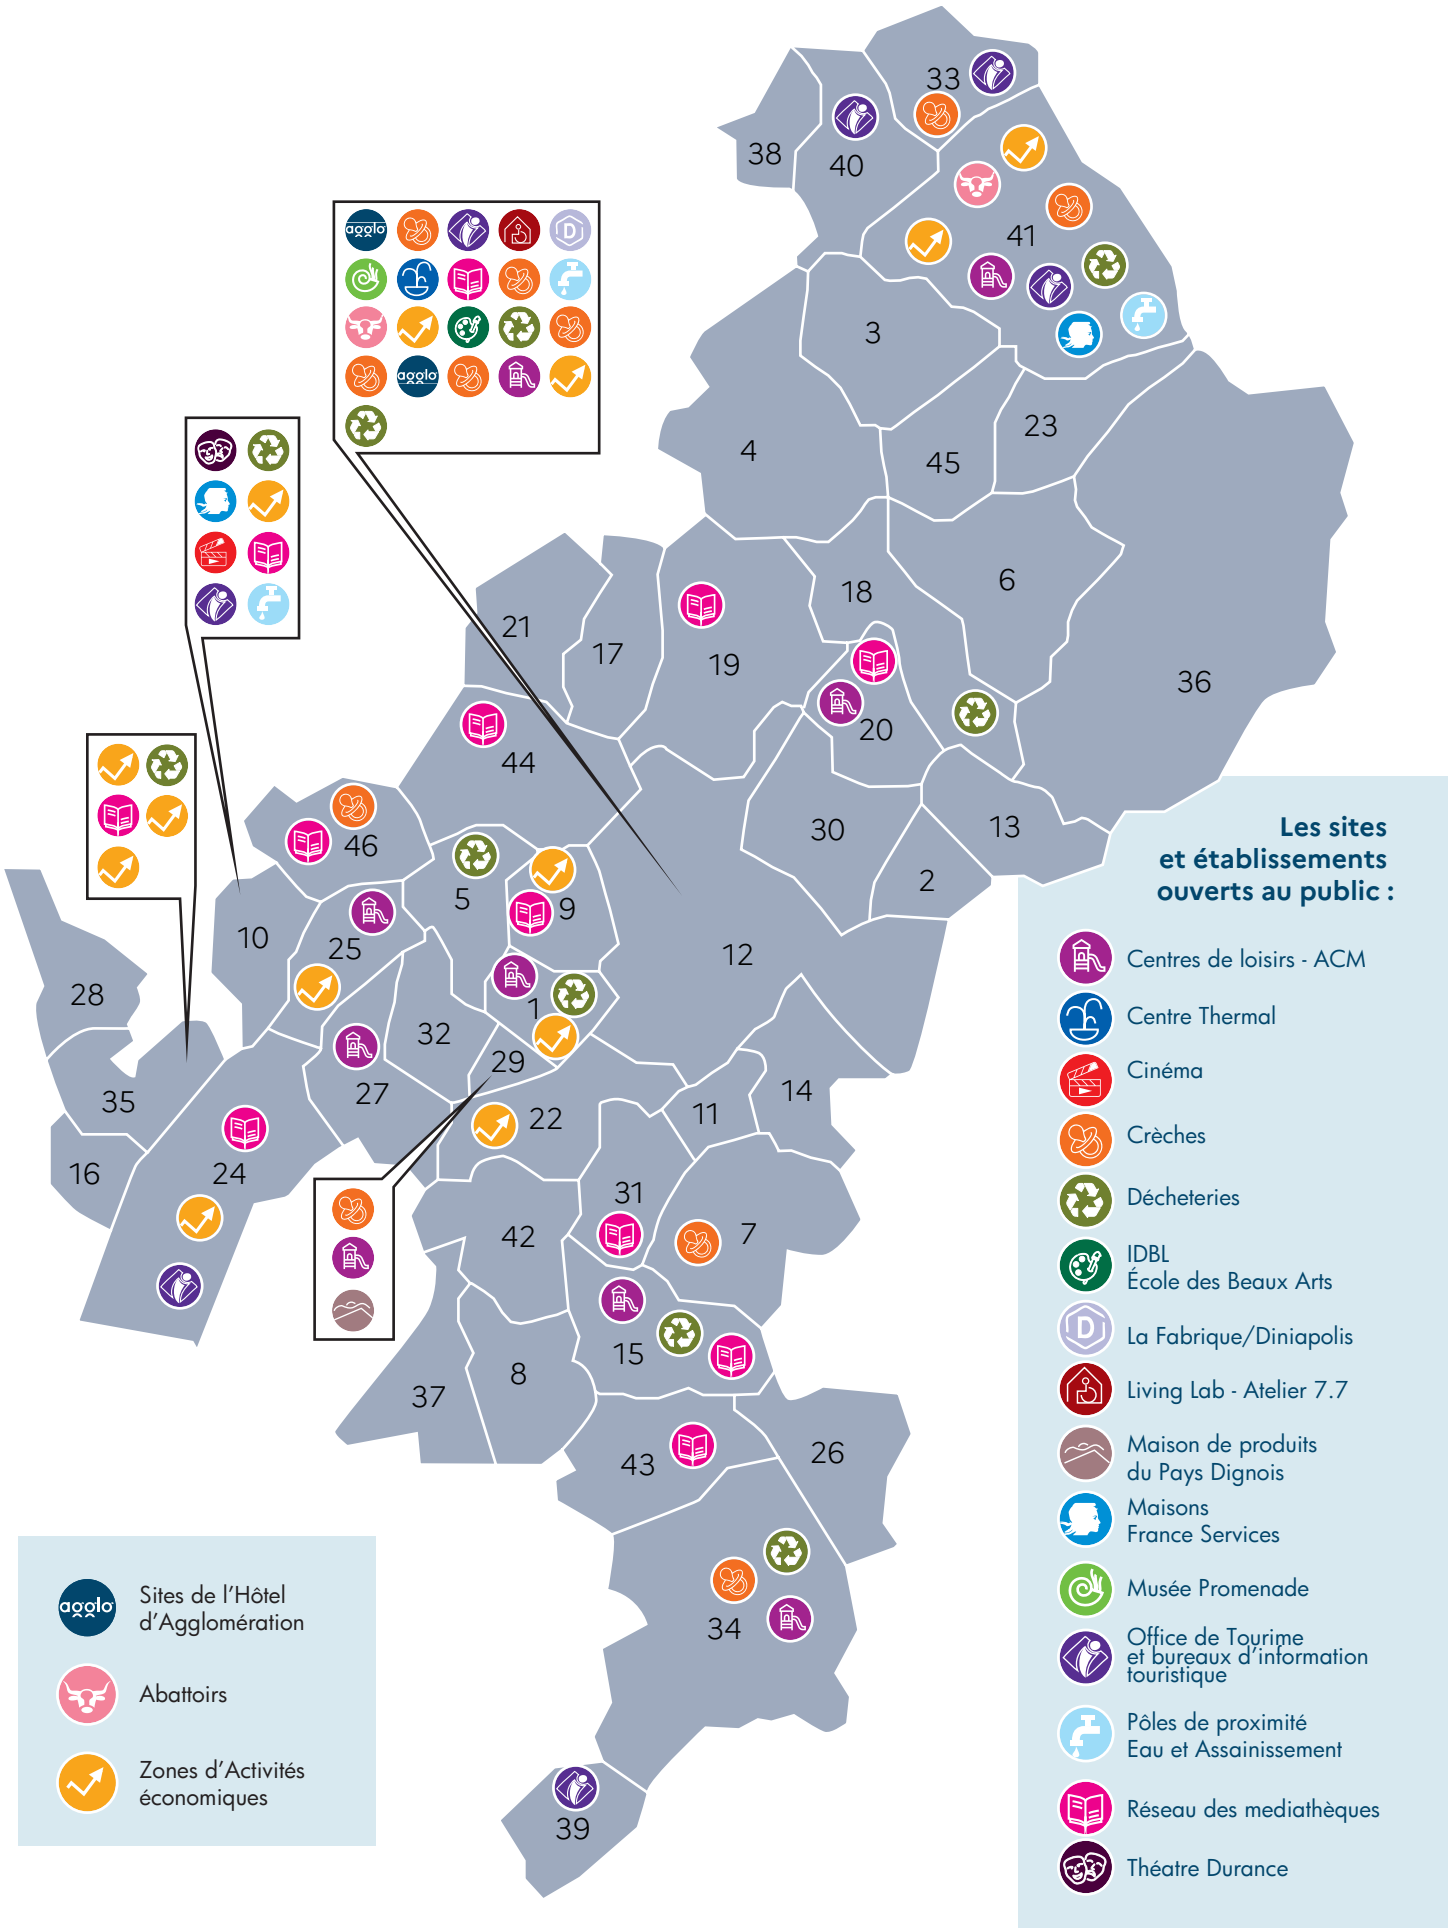 33
38
40
41
3
4
45
23
6
18
21
17
19
36
20
44
30
13
46
2
5
9
10
25
12
28
1
32
29
35
27
22
11
14
16
24
31
7
42
15
8
37
43
26
34
39
agglo
D
agglo
Les sites
et établissements
ouverts au public :
Centres de loisirs - ACM
Centre Thermal
Cinéma
Crèches
Décheteries
IDBL
École des Beaux Arts
D
La Fabrique/Diniapolis
Living Lab - Atelier 7.7
Maison de produits
du Pays Dignois
Maisons
France Services
Musée Promenade
Office de Tourime
et bureaux d'information
touristique
Pôles de proximité
Eau et Assainissement
Réseau des mediathèques
Théatre Durance
agglo
Sites de l'Hôtel
d'Agglomération
Abattoirs
Zones d'Activités
économiques